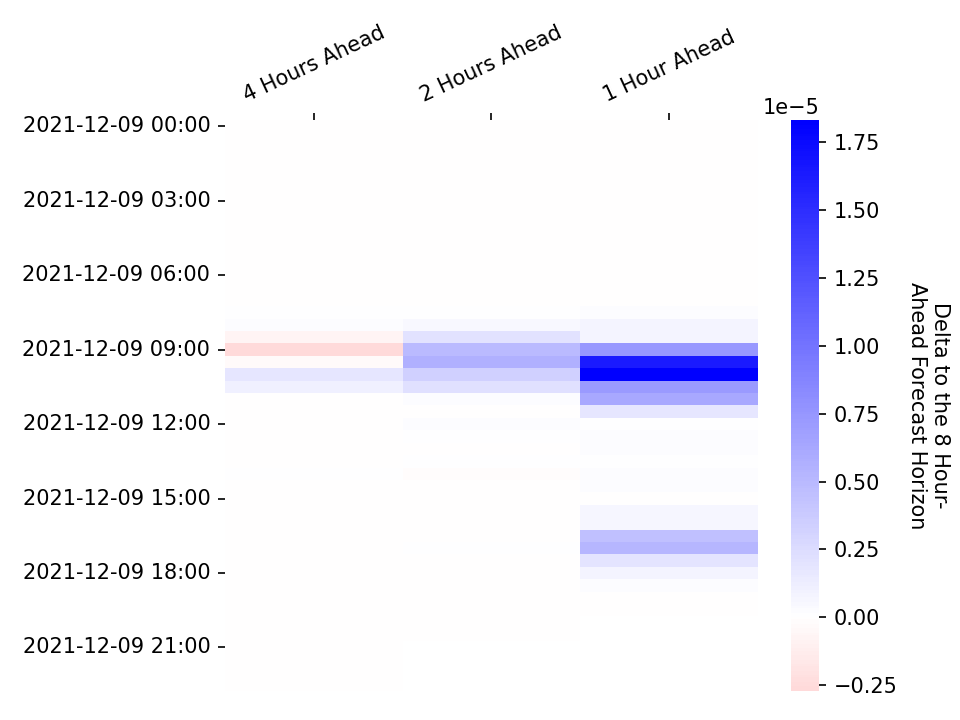 4 Hours Ahead
2 Hours Ahead
1 Hour Ahead
1e−5
2021-12-09 00:00
2021-12-09 03:00
2021-12-09 06:00
2021-12-09 09:00
2021-12-09 12:00
2021-12-09 15:00
2021-12-09 18:00
2021-12-09 21:00
1.75
1.50
1.25
1.00
0.75
0.50
0.25
0.00
−0.25
Delta to the 8 Hour-
Ahead Forecast Horizon